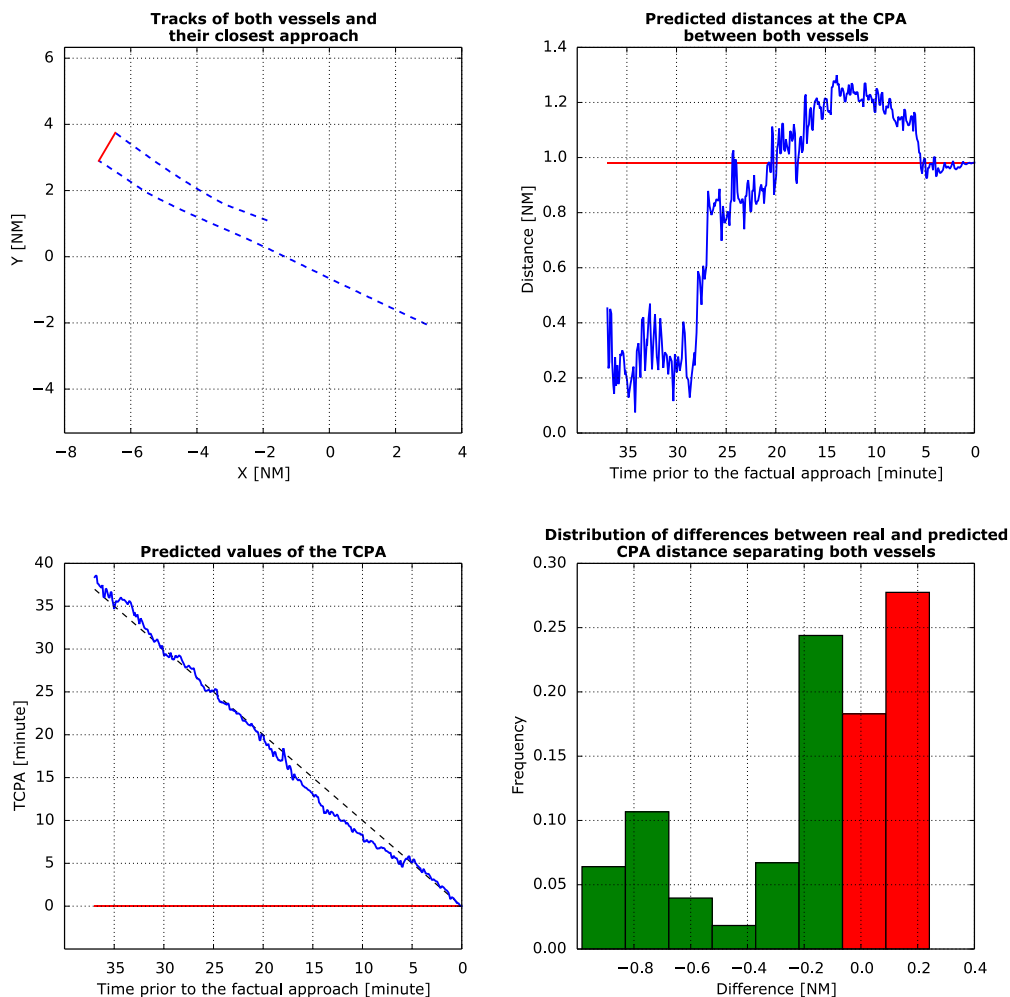 Tracks of both vessels and
their closest approach
6
4
2
0
−2
−4
Y [NM]
−8 −6 −4 −2 0 2 4
X [NM]
Predicted distances at the CPA
between both vessels
1.4
1.2
1.0
0.8
0.6
0.4
0.2
0.0
Distance [NM]
35 30 25 20 15 10 5 0
Time prior to the factual approach [minute]
Predicted values of the TCPA
40
35
30
25
20
15
10
5
0
TCPA [minute]
35 30 25 20 15 10 5 0
Time prior to the factual approach [minute]
Distribution of differences between real and predicted
CPA distance separating both vessels
0.30
0.25
0.20
0.15
0.10
0.05
0.00
Frequency
−0.8 −0.6 −0.4 −0.2 0.0 0.2 0.4
Difference [NM]